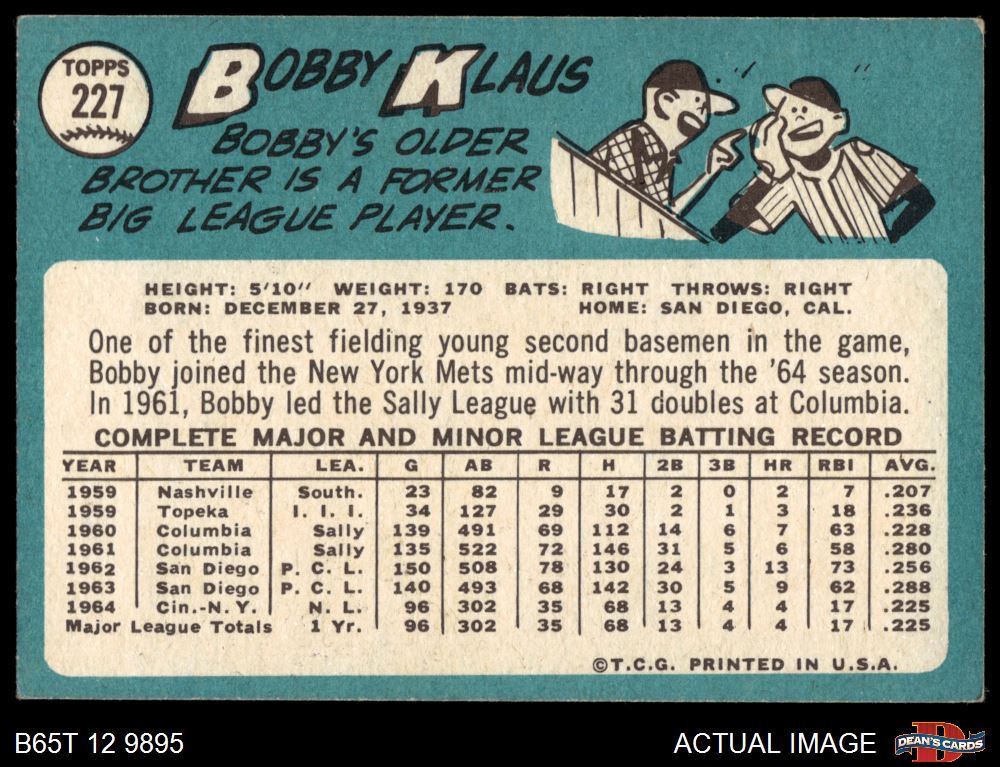 TOPPS
227
BOBBY KLAUS
BOBBY'S OLDER
BROTHER IS A FORMER
BIG LEAGUE PLAYER.
HEIGHT: 5'10" WEIGHT: 170 BATS: RIGHT THROWS: RIGHT
BORN: DECEMBER 27, 1937 HOME: SAN DIEGO, CAL.
One of the finest fielding young second basemen in the game,
Bobby joined the New York Mets mid-way through the '64 season.
In 1961, Bobby led the Sally League with 31 doubles at Columbia.
COMPLETE MAJOR AND MINOR LEAGUE BATTING RECORD
YEAR TEAM LEA. G AB R H 2B 3B HR RBI AVG.
1959 Nashville South. 23 82 9 17 2 0 2 7 .207
1959 Topeka I. I. I. 34 127 29 30 2 1 3 18 .236
1960 Columbia Sally 139 491 69 112 14 6 7 63 .228
1961 Columbia Sally 135 522 72 146 31 5 6 58 .280
1962 San Diego P. C. L. 150 508 78 130 24 3 13 73 .256
1963 San Diego P. C. L. 140 493 68 142 30 5 9 62 .288
1964 Cin.-N. Y. N. L. 96 302 35 68 13 4 4 17 .225
Major League Totals 1 Yr. 96 302 35 68 13 4 4 17 .225
©T.C.G. PRINTED IN U.S.A.
B65T 12 9895 ACTUAL IMAGE DEAN'S CARDS